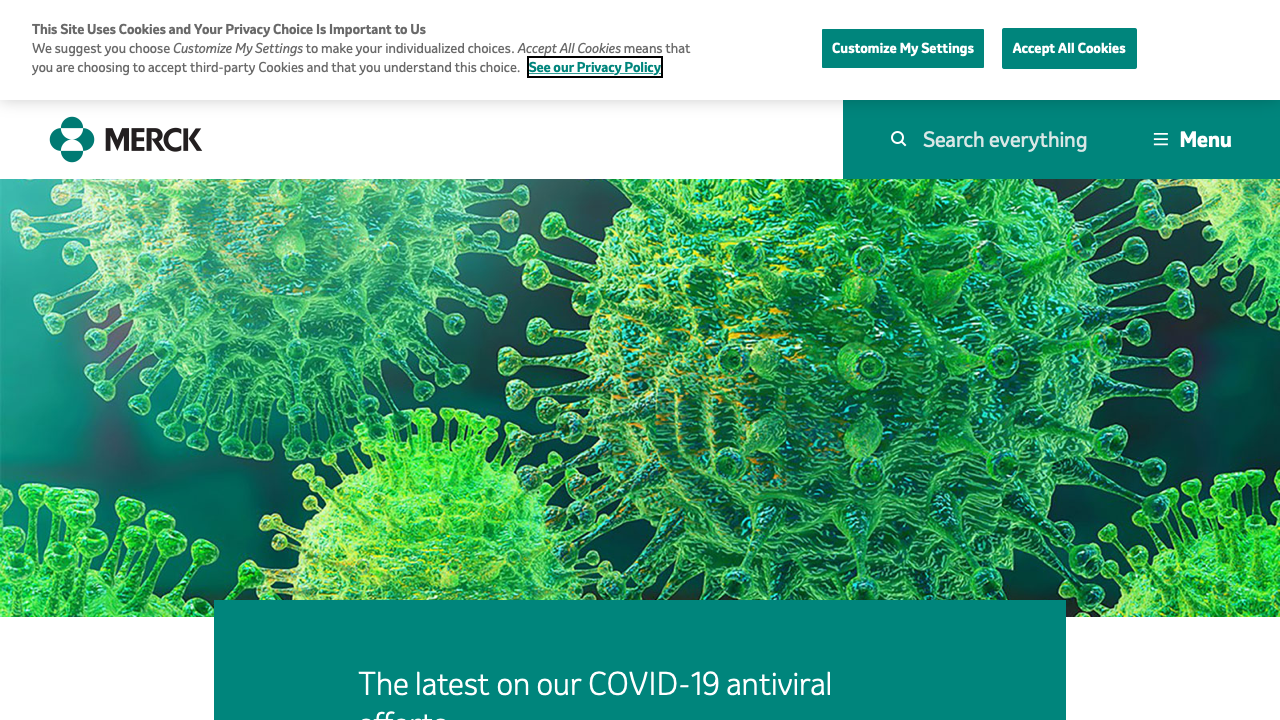 This Site Uses Cookies and Your Privacy Choice Is Important to Us
We suggest you choose Customize My Settings to make your individualized choices. Accept All Cookies means that
you are choosing to accept third-party Cookies and that you understand this choice. See our Privacy Policy
Customize My Settings
Accept All Cookies
MERCK
Search everything
Menu
The latest on our COVID-19 antiviral
efforts